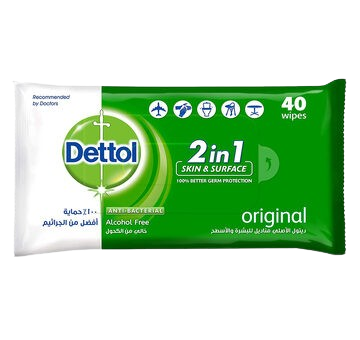 Recommended
by Doctors
40
wipes
Dettol
2 in 1
SKIN & SURFACE
100% BETTER GERM PROTECTION
ANTI-BACTERIAL
Alcohol Free
خالي من الكحول
١٠٠٪ حماية
أفضل من الجراثيم
original
ديتول الأصلي مناديل للبشرة والأسطح